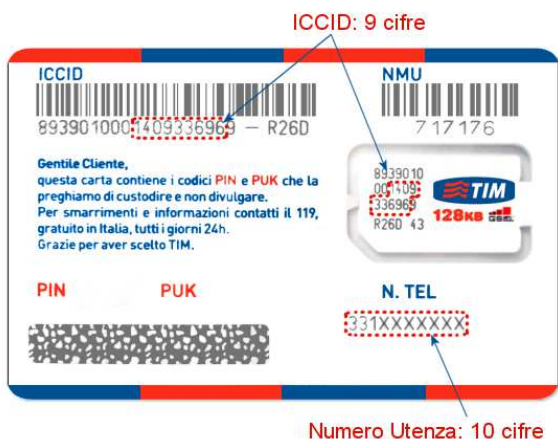 ICCID: 9 cifre
ICCID
NMU
8939010001409336969 – R26D
717176
Gentile Cliente,
questa carta contiene i codici PIN e PUK che la
preghiamo di custodire e non divulgare.
Per smarrimenti e informazioni contatti il 119,
gratuito in Italia, tutti i giorni 24h.
Grazie per aver scelto TIM.
8939010
001409
336969
R26D 43
TIM
128KB
PIN
PUK
N. TEL
331XXXXXXX
Numero Utenza: 10 cifre